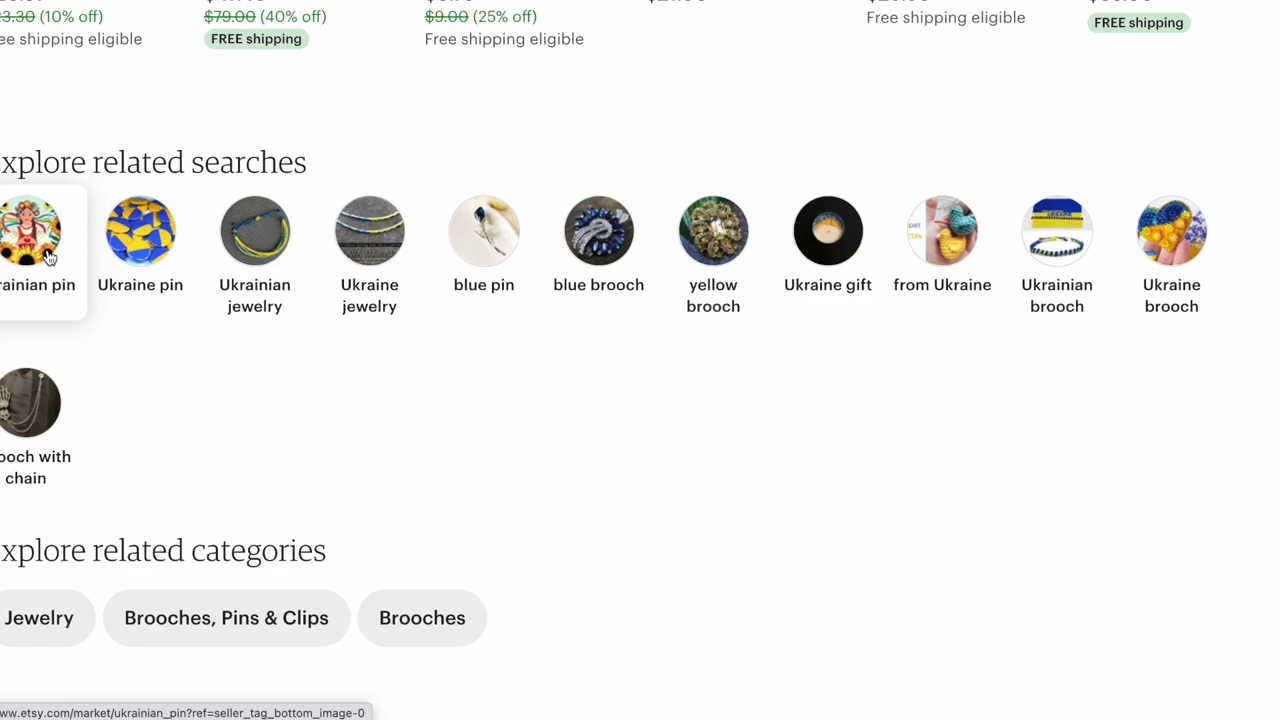 23.30 (10% off)
$79.00 (40% off)
$9.00 (25% off)
ee shipping eligible
FREE shipping
Free shipping eligible
Free shipping eligible
FREE shipping
xplore related searches
rainian pin
Ukraine pin
Ukrainian
jewelry
Ukraine
jewelry
blue pin
blue brooch
yellow
brooch
Ukraine gift
from Ukraine
Ukrainian
brooch
Ukraine
brooch
ooch with
chain
xplore related categories
Jewelry
Brooches, Pins & Clips
Brooches
ww.etsy.com/market/ukrainian_pin?ref=seller_tag_bottom_image-0